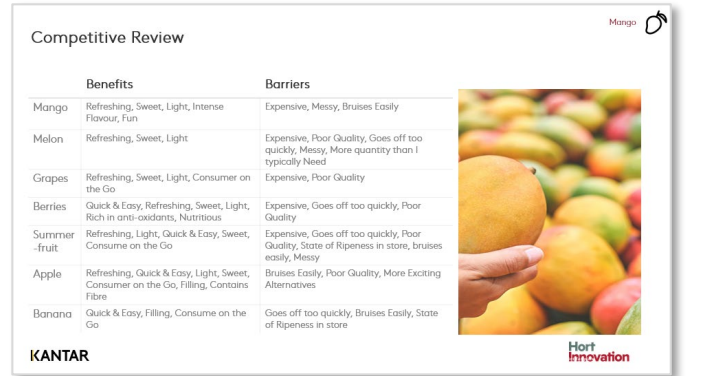 Mango
Competitive Review
Benefits Barriers
Mango Refreshing, Sweet, Light, Intense Flavour, Fun Expensive, Messy, Bruises Easily
Melon Refreshing, Sweet, Light Expensive, Poor Quality, Goes off too quickly, Messy, More quantity than I typically Need
Grapes Refreshing, Sweet, Light, Consumer on the Go Expensive, Poor Quality
Berries Quick & Easy, Refreshing, Sweet, Light, Rich in anti-oxidants, Nutritious Expensive, Goes off too quickly, Poor Quality
Summer-fruit Refreshing, Light, Quick & Easy, Sweet, Consume on the Go Expensive, Goes off too quickly, Poor Quality, State of Ripeness in store, bruises easily, Messy
Apple Refreshing, Quick & Easy, Light, Sweet, Consumer on the Go, Filling, Contains Fibre Bruises Easily, Poor Quality, More Exciting Alternatives
Banana Quick & Easy, Filling, Consume on the Go Goes off too quickly, Bruises Easily, State of Ripeness in store
KANTAR
Hort
Innovation